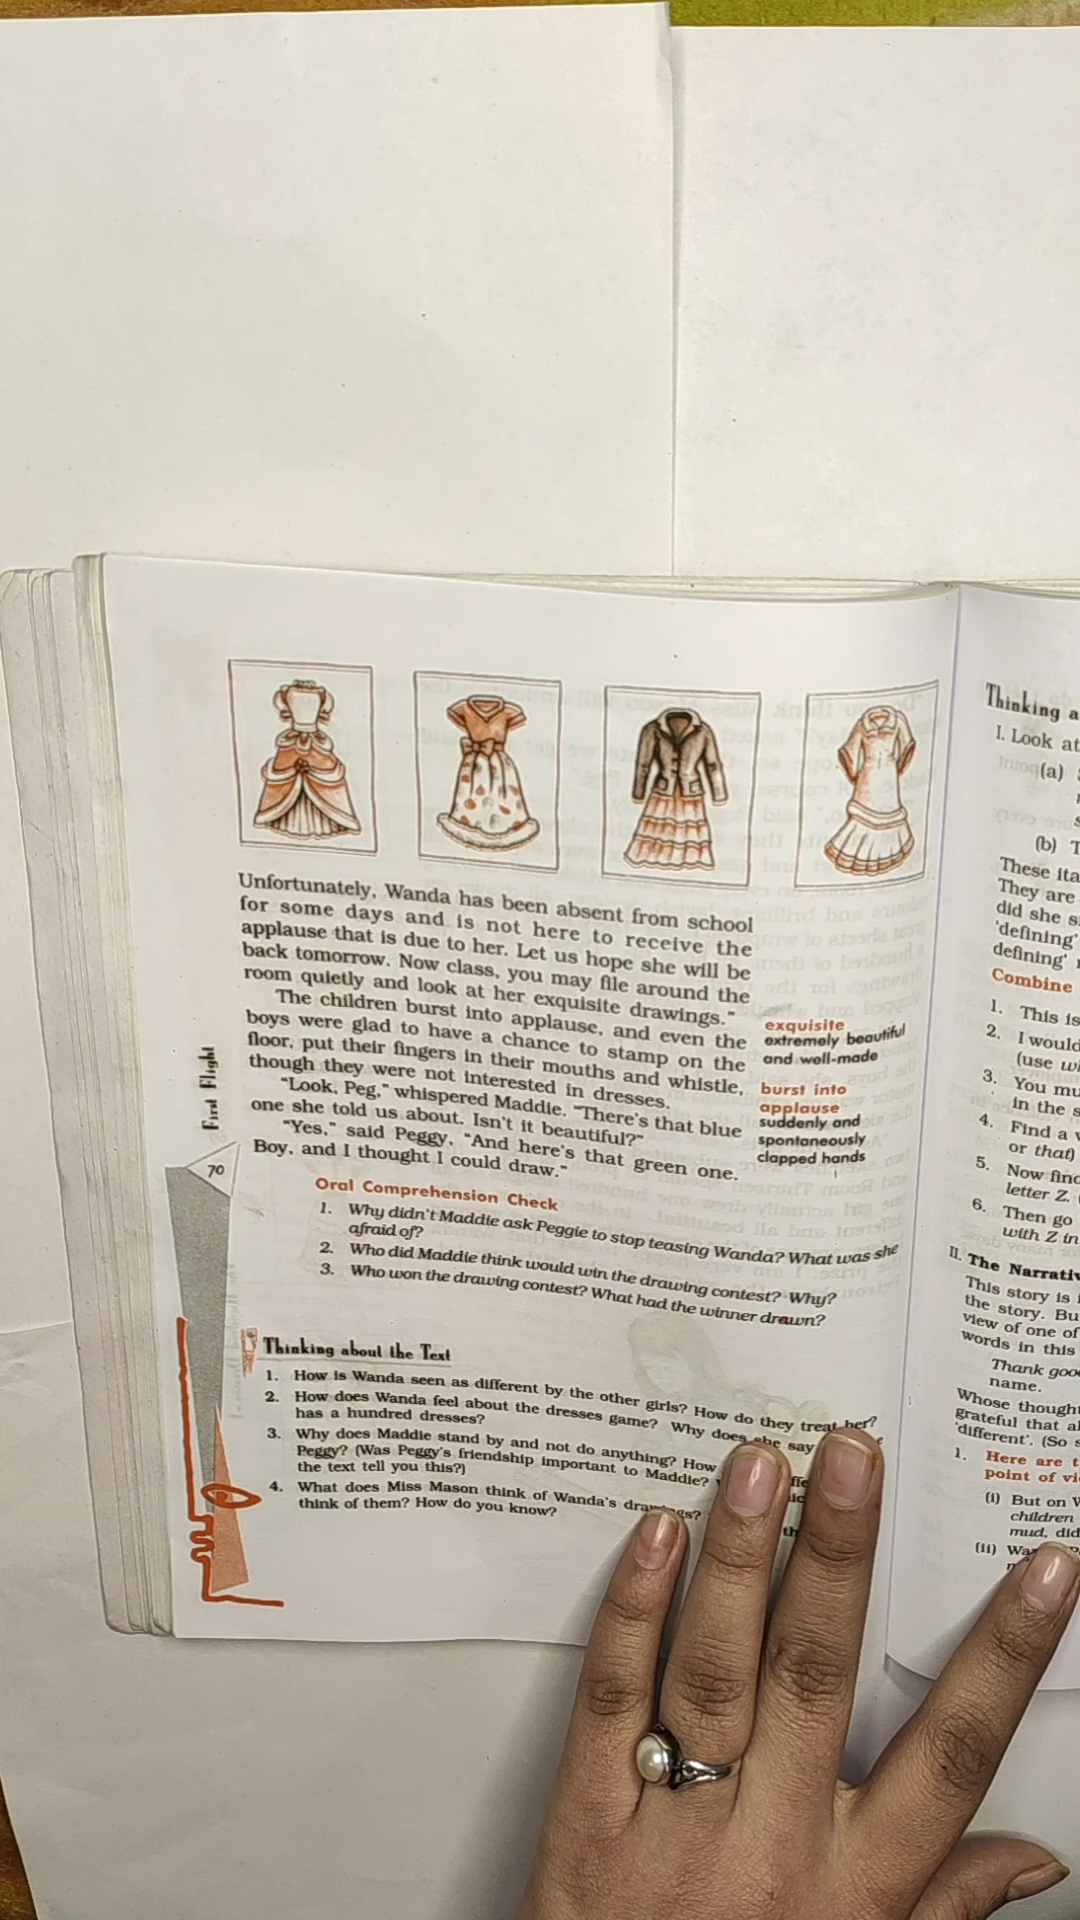 Unfortunately, Wanda has been absent from school
for some days and is not here to receive the
applause that is due to her. Let us hope she will be
back tomorrow. Now class, you may file around the
room quietly and look at her exquisite drawings."
The children burst into applause, and even the
boys were glad to have a chance to stamp on the
floor, put their fingers in their mouths and whistle,
though they were not interested in dresses.
"Look, Peg," whispered Maddie. "There's that blue
one she told us about. Isn't it beautiful?"
"Yes," said Peggy, "And here's that green one.
Boy, and I thought I could draw."
exquisite
extremely beautiful
and well-made
burst into
applause
suddenly and
spontaneously
clapped hands
First Flight
70
Oral Comprehension Check
1. Why didn't Maddie ask Peggie to stop teasing Wanda? What was she
afraid of?
2. Who did Maddie think would win the drawing contest? Why?
3. Who won the drawing contest? What had the winner drawn?
Thinking about the Text
1. How is Wanda seen as different by the other girls? How do they treat her?
2. How does Wanda feel about the dresses game? Why does she say
has a hundred dresses?
3. Why does Maddie stand by and not do anything? How
Peggy? (Was Peggy's friendship important to Maddie?
the text tell you this?)
4. What does Miss Mason think of Wanda's drawings?
think of them? How do you know?
Thinking a
I. Look at
(a)
(b) T
These ita
They are
did she s
'defining'
defining'
Combine
1. This is
2. I would
(use wi
3. You mu
in the s
4. Find a
or that)
5. Now find
letter Z.
6. Then go
with Z in
II. The Narrativ
This story is
the story. Bu
view of one of
words in this
Thank good
name.
Whose thought
grateful that a
'different'. (So s
1. Here are t
point of vi
(i) But on W
children
mud, did
(ii) Wa